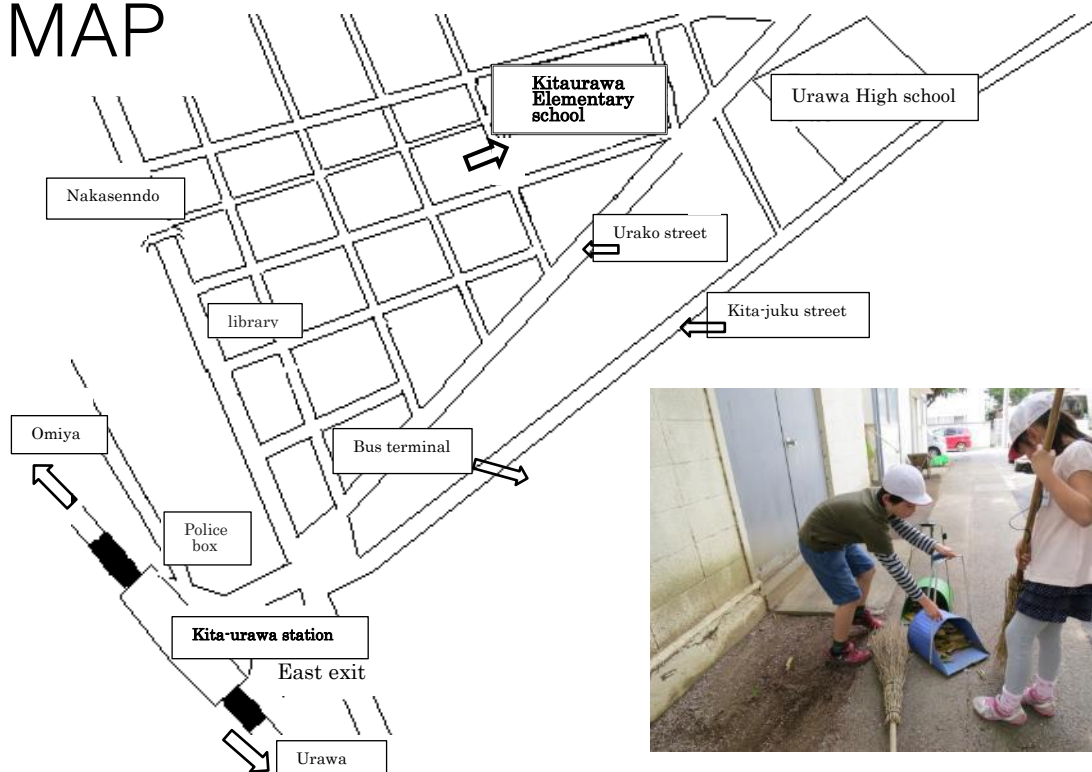 MAP
Kitaurawa
Elementary
school
Urawa High school
Nakasenndo
Urako street
Kita-juku street
library
Omiya
Bus terminal
Police
box
Kita-urawa station
East exit
Urawa